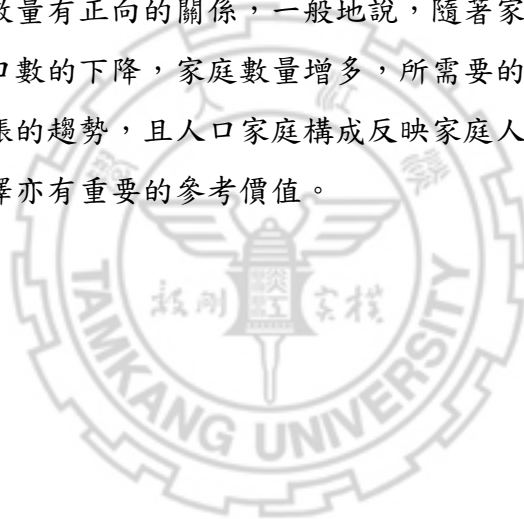 數量有正向的關係，一般地說，隨著家
口數的下降，家庭數量增多，所需要的
張的趨勢，且人口家庭構成反映家庭人
擇亦有重要的參考價值。
TAMKANG UNIVERSITY